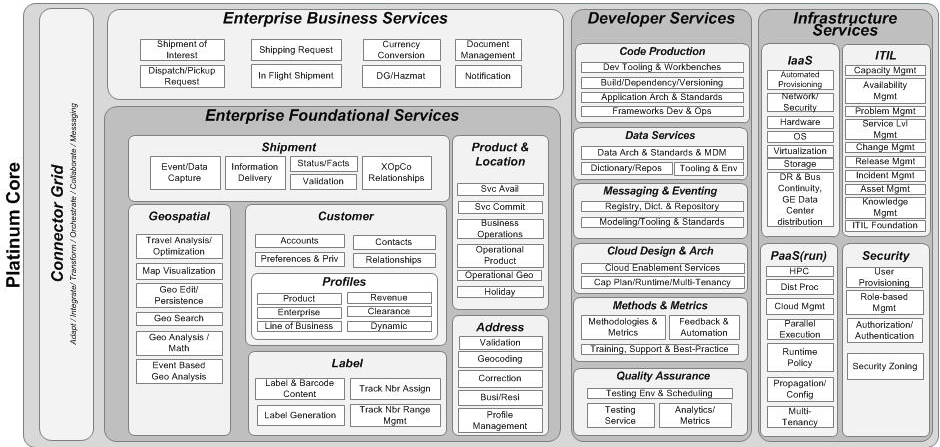 Platinum Core
Connector Grid
Adapt / Integrate/ Transform / Orchestrate / Collaborate / Messaging
Enterprise Business Services
Shipment of
Interest
Shipping Request
Currency
Conversion
Document
Management
Dispatch/Pickup
Request
In Flight Shipment
DG/Hazmat
Notification
Enterprise Foundational Services
Shipment
Event/Data
Capture
Information
Delivery
Status/Facts
Validation
XOpCo
Relationships
Geospatial
Travel Analysis/
Optimization
Map Visualization
Geo Edit/
Persistence
Geo Search
Geo Analysis /
Math
Event Based
Geo Analysis
Customer
Accounts
Contacts
Preferences & Priv
Relationships
Profiles
Product
Revenue
Enterprise
Clearance
Line of Business
Dynamic
Label
Label & Barcode
Content
Track Nbr Assign
Label Generation
Track Nbr Range
Mgmt
Product &
Location
Svc Avail
Svc Commit
Business
Operations
Operational
Product
Operational Geo
Holiday
Address
Validation
Geocoding
Correction
Busi/Resi
Profile
Management
Developer Services
Code Production
Dev Tooling & Workbenches
Build/Dependency/Versioning
Application Arch & Standards
Frameworks Dev & Ops
Data Services
Data Arch & Standards & MDM
Dictionary/Repos
Tooling & Env
Messaging & Eventing
Registry, Dict. & Repository
Modeling/Tooling & Standards
Cloud Design & Arch
Cloud Enablement Services
Cap Plan/Runtime/Multi-Tenancy
Methods & Metrics
Methodologies &
Metrics
Feedback &
Automation
Training, Support & Best-Practice
Quality Assurance
Testing Env & Scheduling
Testing
Service
Analytics/
Metrics
Infrastructure
Services
IaaS
Automated
Provisioning
Network/
Security
Hardware
OS
Virtualization
Storage
DR & Bus
Continuity,
GE Data
Center
distribution
ITIL
Capacity Mgmt
Availability
Mgmt
Problem Mgmt
Service Lvl
Mgmt
Change Mgmt
Release Mgmt
Incident Mgmt
Asset Mgmt
Knowledge
Mgmt
ITIL Foundation
PaaS(run)
HPC
Dist Proc
Cloud Mgmt
Parallel
Execution
Runtime
Policy
Propagation/
Config
Multi-
Tenancy
Security
User
Provisioning
Role-based
Mgmt
Authorization/
Authentication
Security Zoning